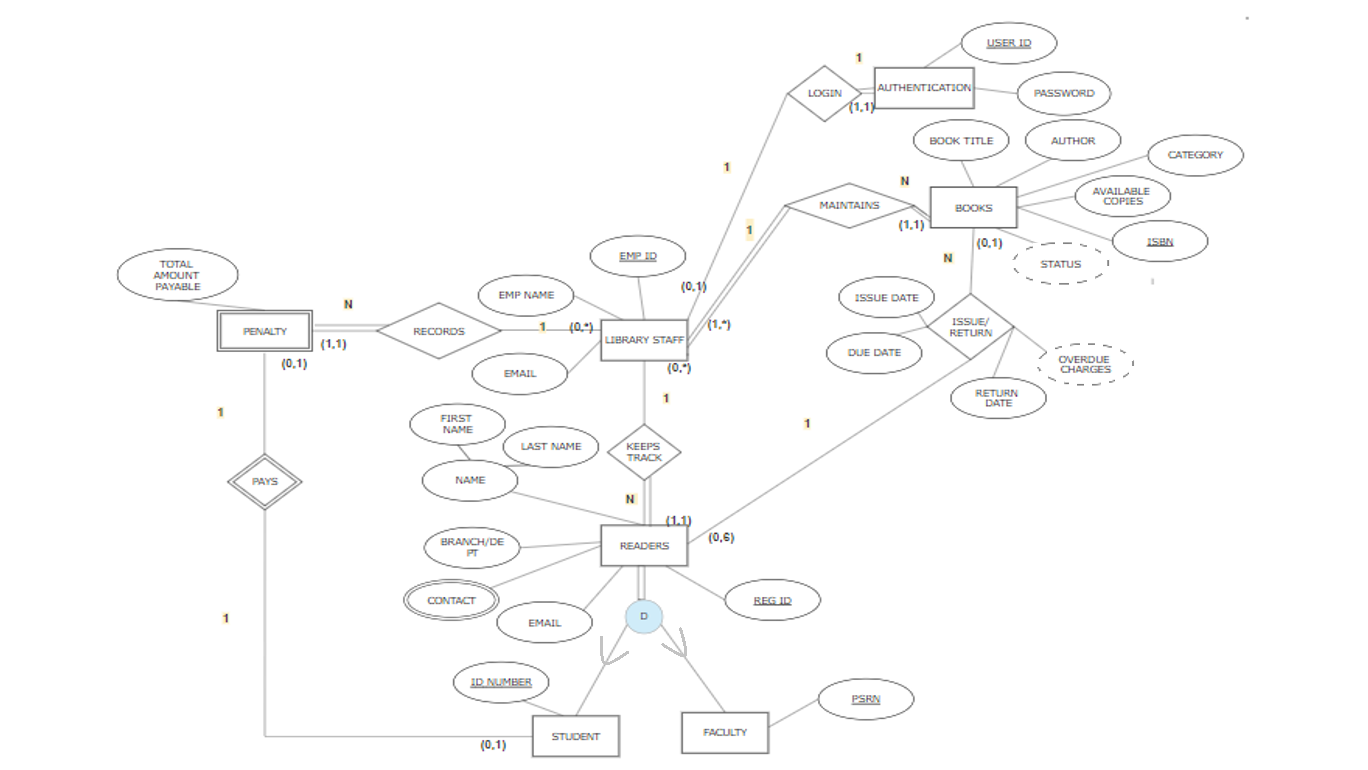 USER ID
1
LOGIN
AUTHENTICATION
PASSWORD
(1,1)
BOOK TITLE
AUTHOR
CATEGORY
1
N
MAINTAINS
AVAILABLE
COPIES
BOOKS
(1,1)
1
(0,1)
ISBN
N
STATUS
TOTAL
AMOUNT
PAYABLE
EMP ID
EMP NAME
(0,1)
ISSUE DATE
N
PENALTY
RECORDS
1
(0,*)
LIBRARY STAFF
(1,*)
ISSUE/
RETURN
(1,1)
(0,1)
EMAIL
(0,*)
DUE DATE
OVERDUE
CHARGES
RETURN
DATE
1
1
FIRST
NAME
1
LAST NAME
KEEPS
TRACK
PAYS
NAME
N
(1,1)
(0,6)
BRANCH/DE
PT
READERS
CONTACT
REG ID
1
EMAIL
D
ID NUMBER
PSRN
STUDENT
FACULTY
(0,1)